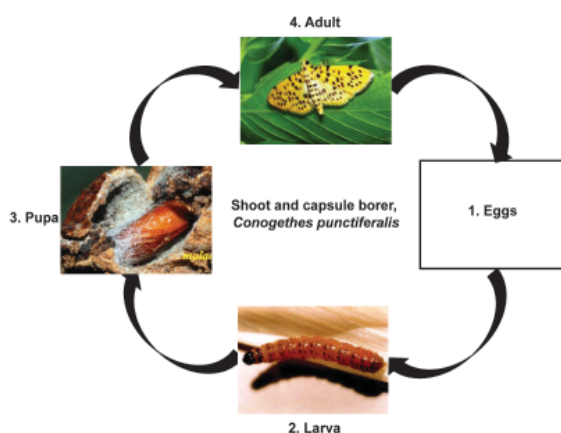 4. Adult
3. Pupa
Shoot and capsule borer,
Conogethes punctiferalis
1. Eggs
2. Larva